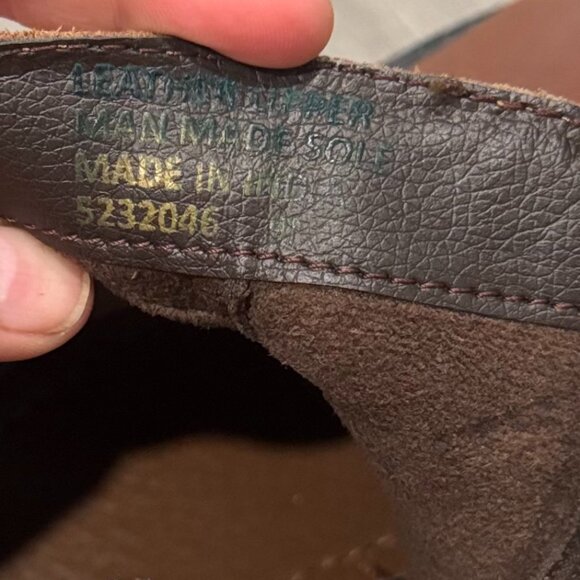 LEATHER UPPER
MAN MADE SOLE
MADE IN
5232046